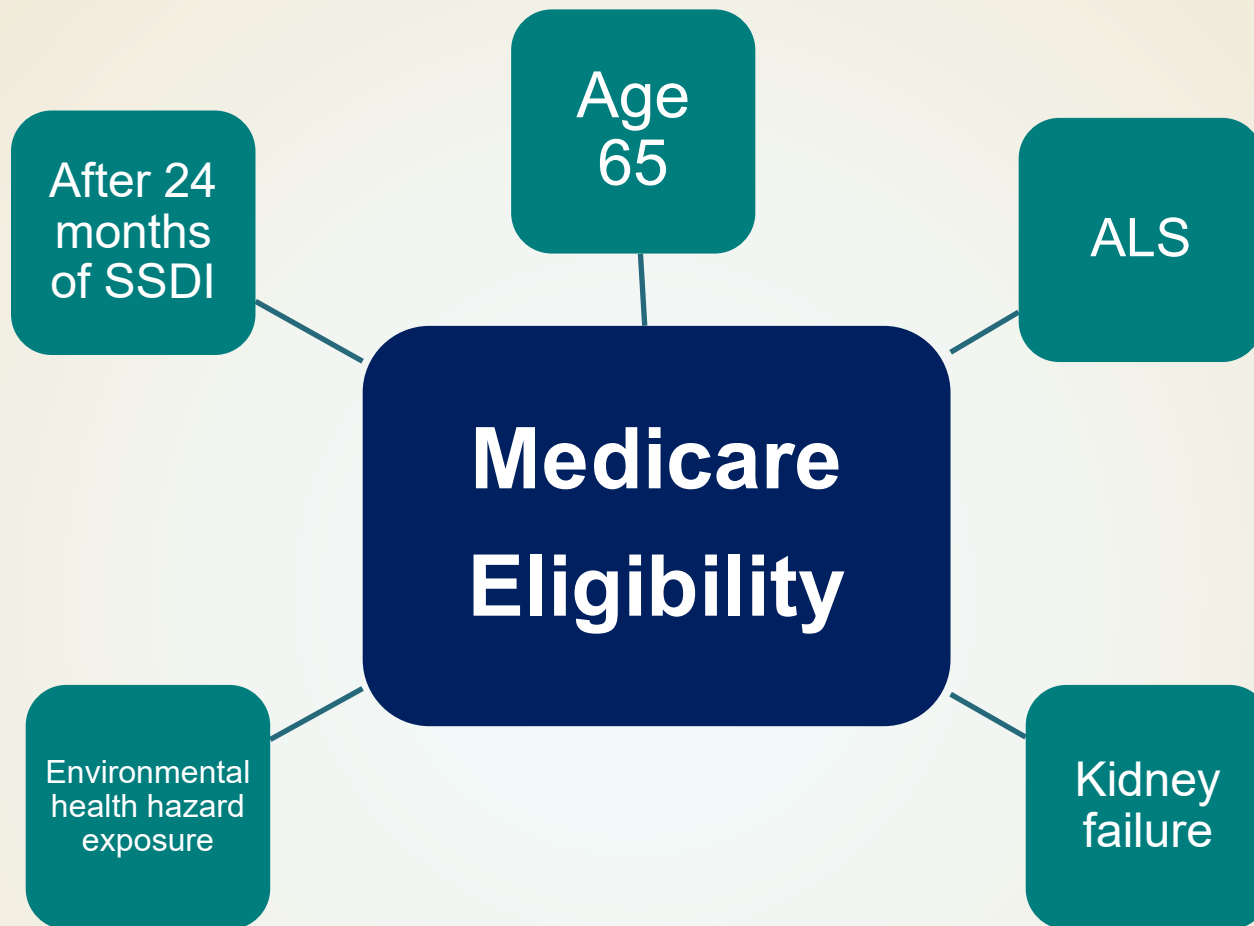 Age
65
After 24
months
of SSDI
ALS
Medicare
Eligibility
Environmental
health hazard
exposure
Kidney
failure